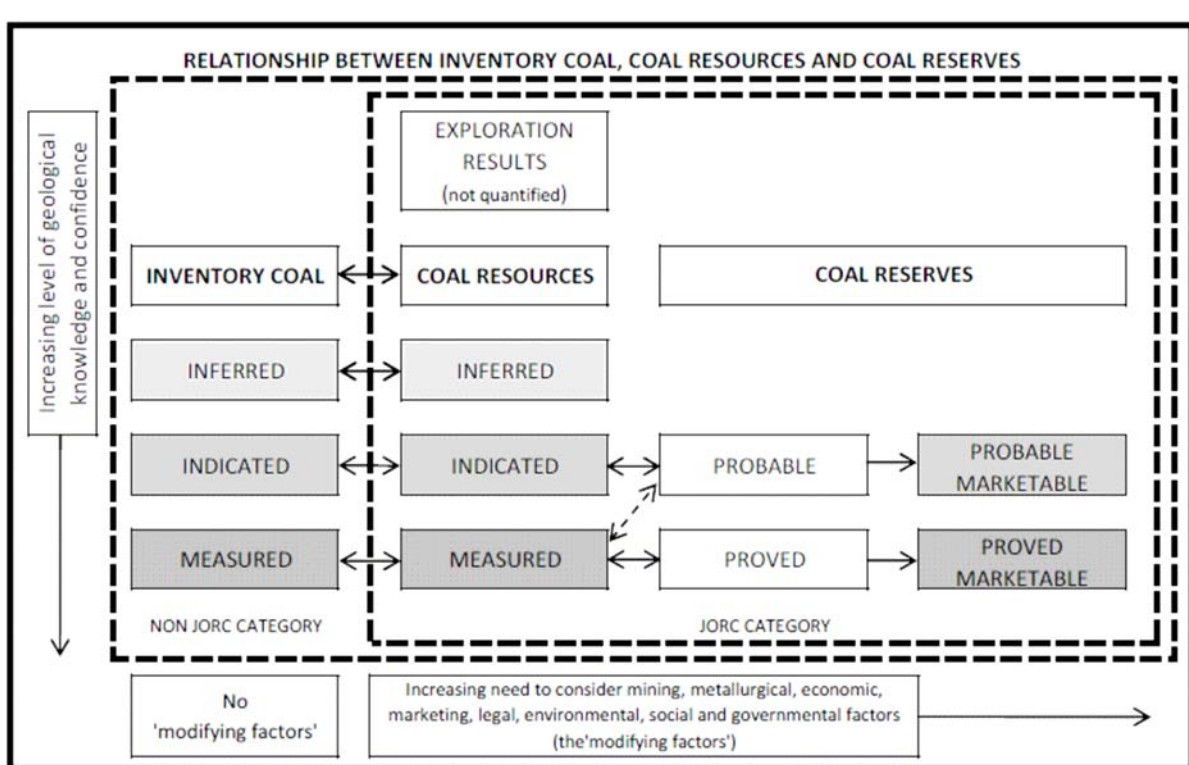 RELATIONSHIP BETWEEN INVENTORY COAL, COAL RESOURCES AND COAL RESERVES
Increasing level of geological
knowledge and confidence
EXPLORATION
RESULTS
(not quantified)
INVENTORY COAL
COAL RESOURCES
COAL RESERVES
INFERRED
INFERRED
INDICATED
INDICATED
PROBABLE
PROBABLE
MARKETABLE
MEASURED
MEASURED
PROVED
PROVED
MARKETABLE
NON JORC CATEGORY
JORC CATEGORY
No
'modifying factors'
Increasing need to consider mining, metallurgical, economic,
marketing, legal, environmental, social and governmental factors
(the'modifying factors')